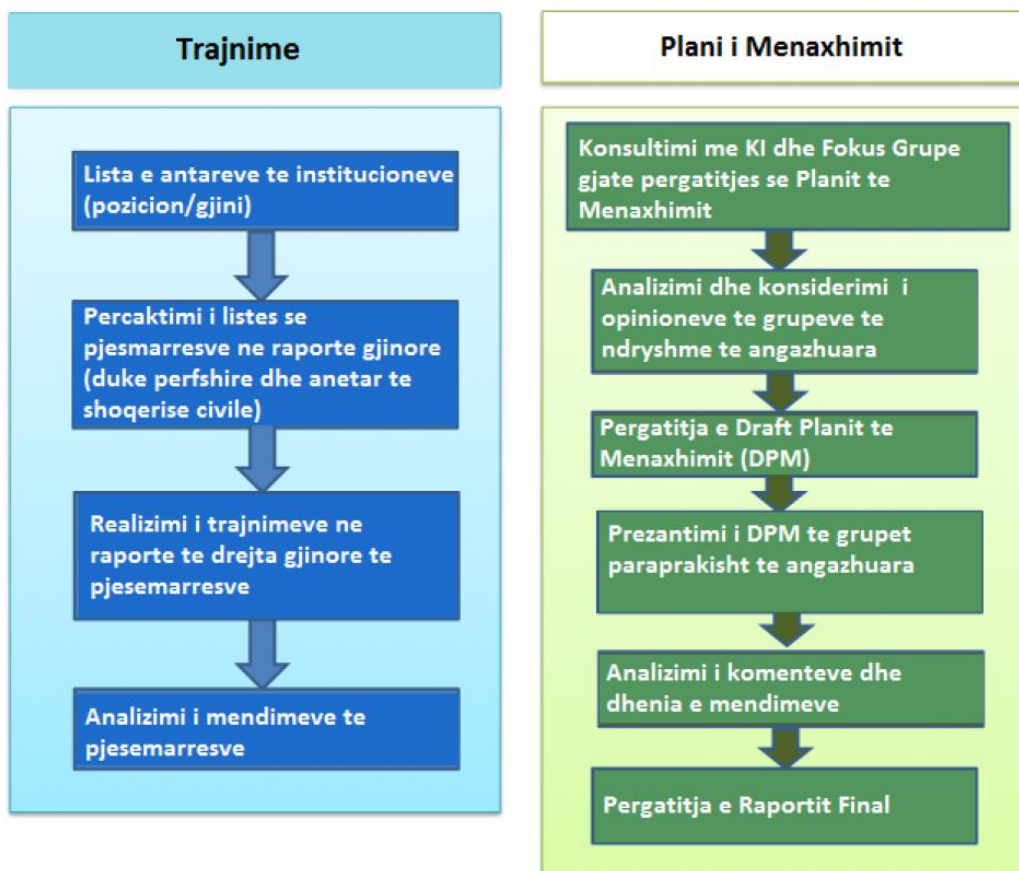 Trajnime
Lista e antareve te institucioneve
(pozicion/gjini)
Percaktimi i listes se
pjesmarresve ne raporte gjinore
(duke perfshire dhe anetar te
shoqerise civile)
Realizimi i trajnimeve ne
raporte te drejta gjinore te
pjesemarresve
Analizimi i mendimeve te
pjesemarresve
Plani i Menaxhimit
Konsultimi me KI dhe Fokus Grupe
gjate pergatitjes se Planit te
Menaxhimit
Analizimi dhe konsiderimi i
opinioneve te grupeve te
ndryshme te angazhuara
Pergatitja e Draft Planit te
Menaxhimit (DPM)
Prezantimi i DPM te grupet
paraprakisht te angazhuara
Analizimi i komenteve dhe
dhenia e mendimeve
Pergatitja e Raportit Final